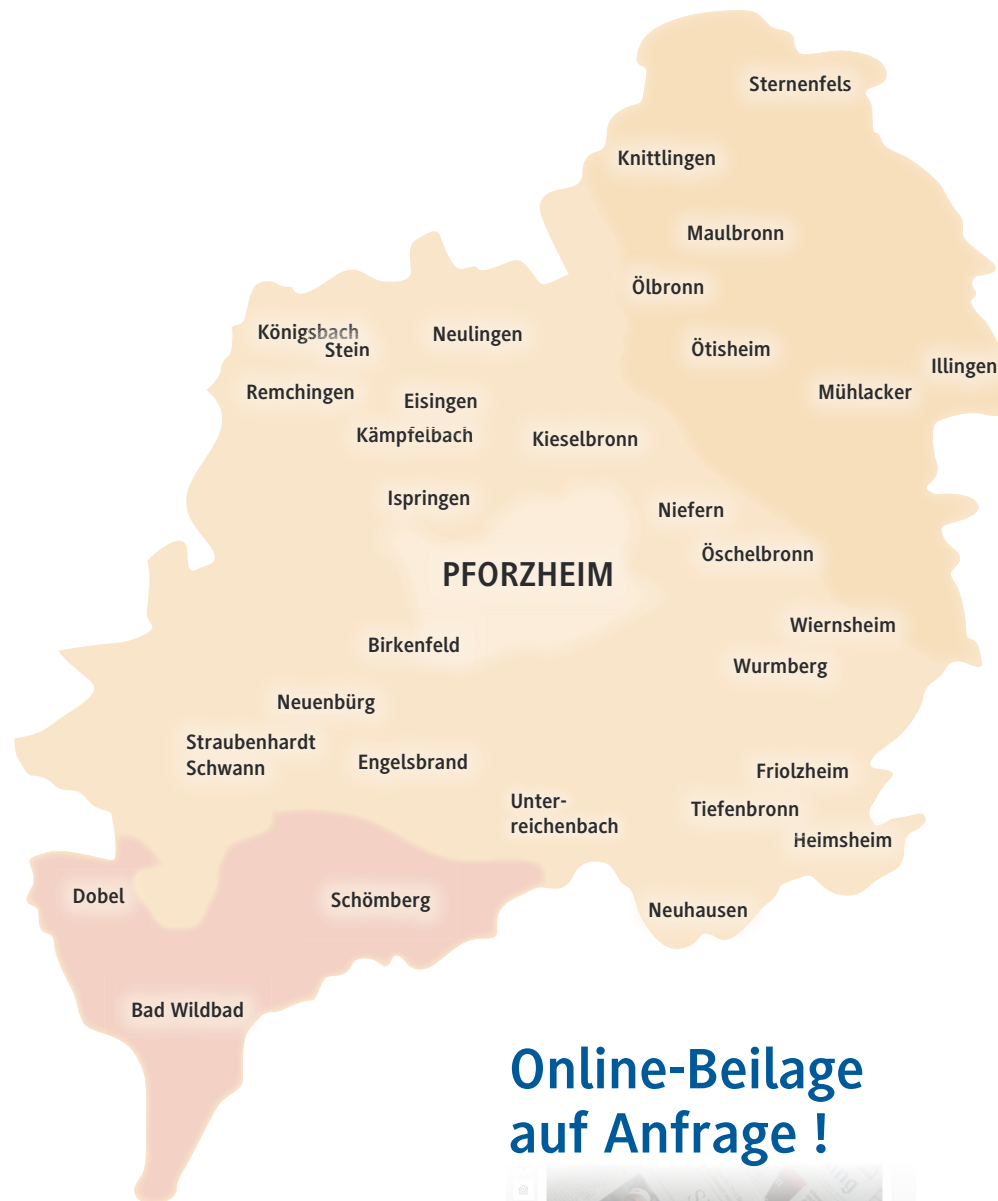 Sternenfels
Knittlingen
Maulbronn
Ölbronn
Königsbach
Stein
Neulingen
Ötisheim
Illingen
Remchingen
Eisingen
Mühlacker
Kämpfelbach
Kieselbronn
Ispringen
Niefern
Öschelbronn
PFORZHEIM
Wiernsheim
Birkenfeld
Wurmberg
Neuenbürg
Straubenhardt
Schwann
Engelsbrand
Friolzheim
Unter-
reichenbach
Tiefenbronn
Heimsheim
Dobel
Schömberg
Neuhausen
Bad Wildbad
Online-Beilage
auf Anfrage !